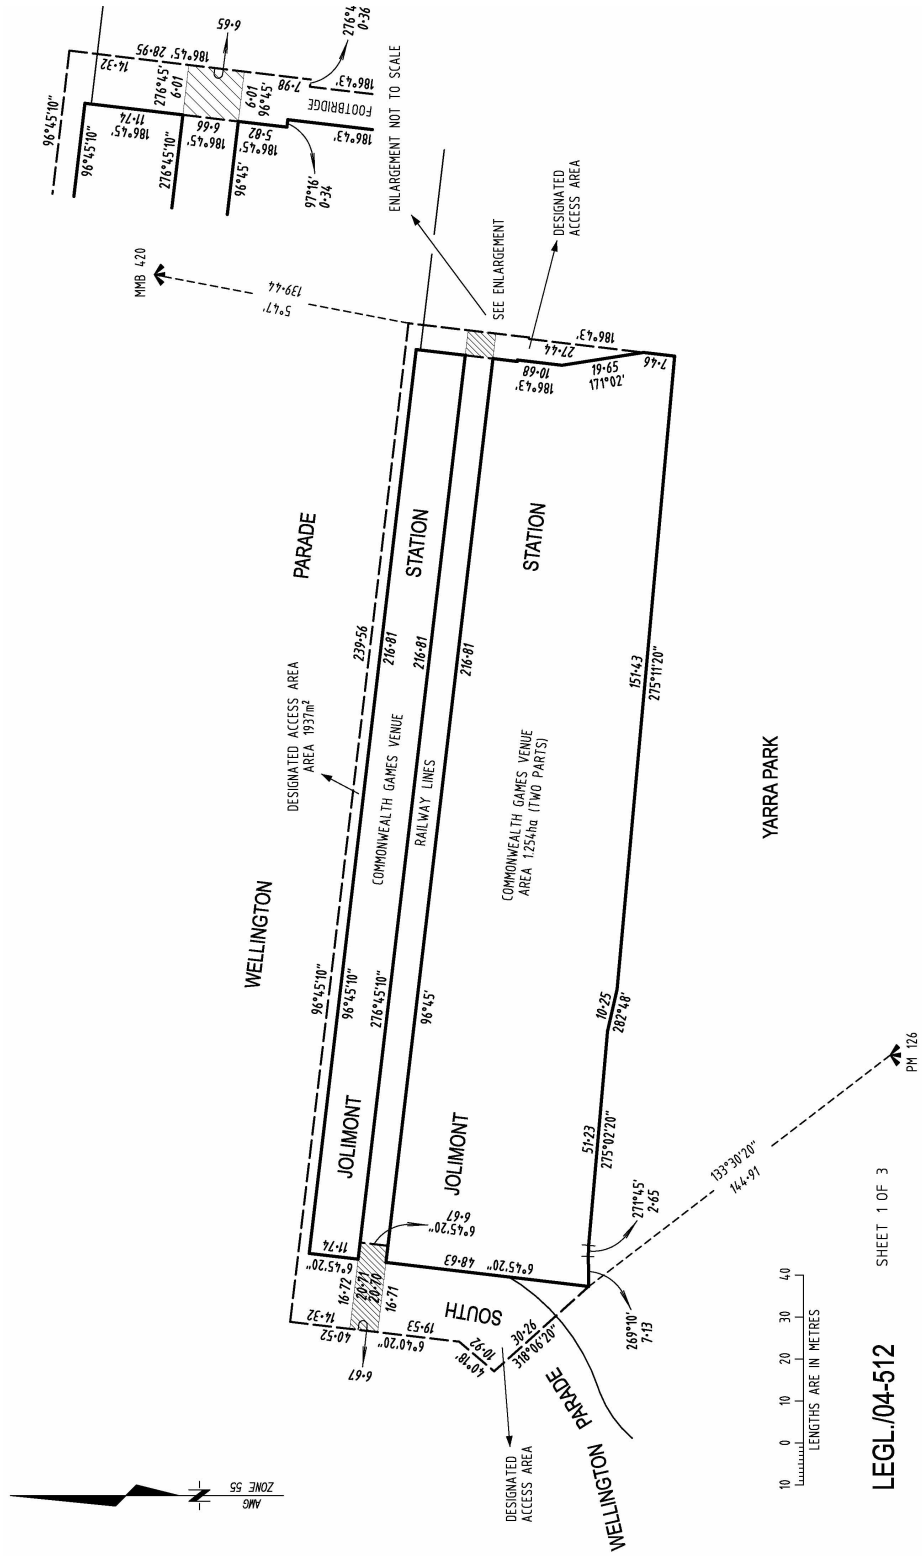 96°45'10"
14·32
186°45' 28·95
6·65
276°4
0·36
276°45'
6·01
6·01
96°45'
7·98
186°43'
FOOTBRIDGE
96°45'10"
11·74
186°45'
6·66
186°45'
5·82
186°45'
186°43'
276°45'10"
96°45'
97°16'
0·34
ENLARGEMENT NOT TO SCALE
MMB 420
139·44
5°47'
SEE ENLARGEMENT
DESIGNATED
ACCESS AREA
186°43'
27·44
10·68
186°43'
19·65
171°02'
7·46
WELLINGTON PARADE
239·56
216·81
216·81
216·81
STATION
STATION
DESIGNATED ACCESS AREA
AREA 1937m²
COMMONWEALTH GAMES VENUE
RAILWAY LINES
COMMONWEALTH GAMES VENUE
AREA 1.254ha (TWO PARTS)
151·43
275°11'20"
YARRA PARK
96°45'10"
96°45'10"
276°45'10"
96°45'
10·25
282°48'
JOLIMONT
JOLIMONT
51·23
275°02'20"
271°45'
2·65
133°30'20"
144·91
PM 126
11·74
6°45'20"
16·72
20·71
20·70
16·71
6·67
6°45'20"
48·63
6°45'20"
14·32
40·52
6·67
19·53
6°40'20"
10·92
40°18'
30·26
318°06'20"
269°10'
7·13
SOUTH
WELLINGTON PARADE
DESIGNATED
ACCESS AREA
AMG
ZONE 55
10 0 10 20 30 40
LENGTHS ARE IN METRES
LEGL./04-512
SHEET 1 OF 3